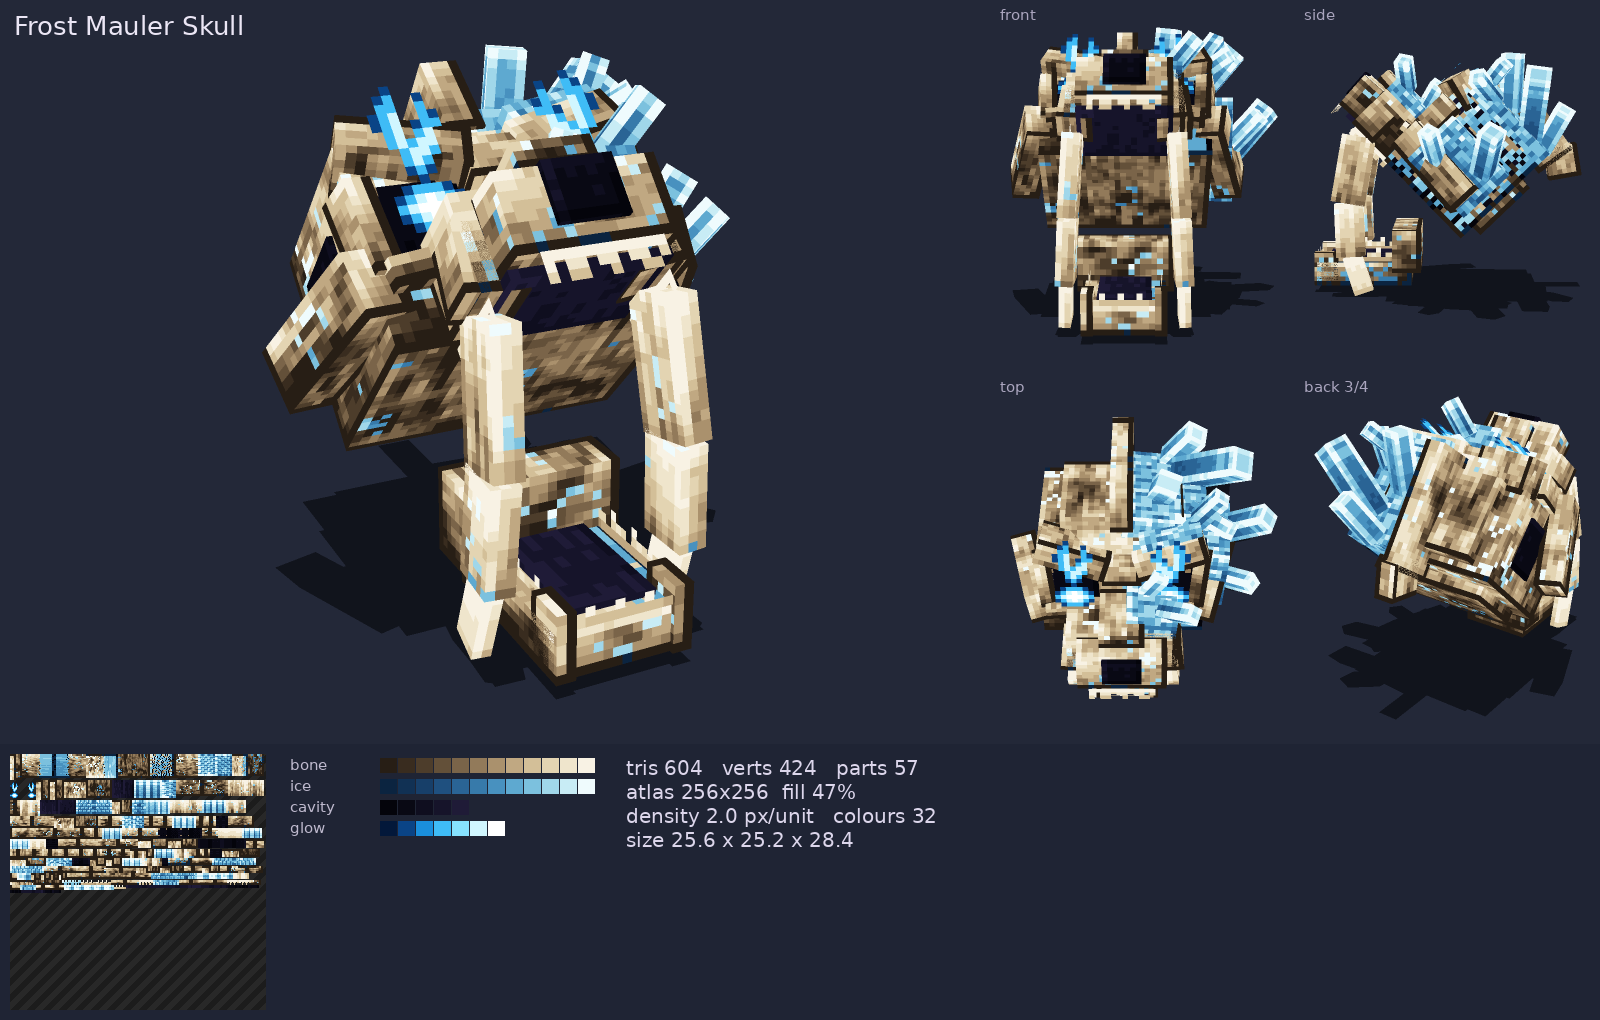 Frost Mauler Skull
front
side
top
back 3/4
bone
ice
cavity
glow
tris 604 verts 424 parts 57
atlas 256x256 fill 47%
density 2.0 px/unit colours 32
size 25.6 x 25.2 x 28.4